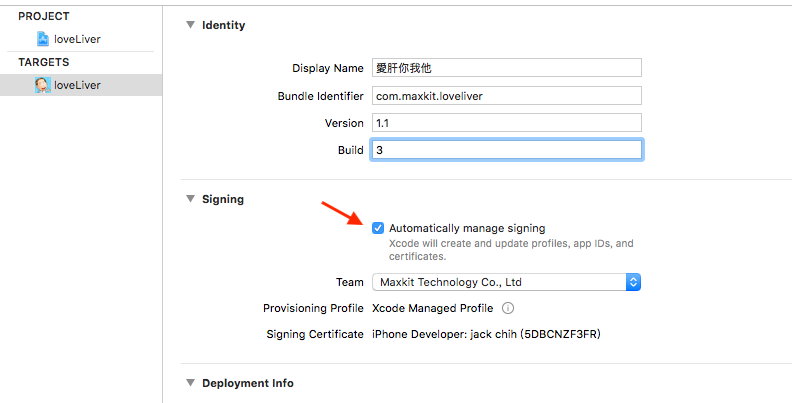 PROJECT
loveLiver
TARGETS
loveLiver
Identity
Display Name 愛肝你我他
Bundle Identifier com.maxkit.loveliver
Version 1.1
Build 3
Signing
Automatically manage signing
Xcode will create and update profiles, app IDs, and
certificates.
Team Maxkit Technology Co., Ltd
Provisioning Profile Xcode Managed Profile
Signing Certificate iPhone Developer: jack chih (5DBCNZF3FR)
Deployment Info